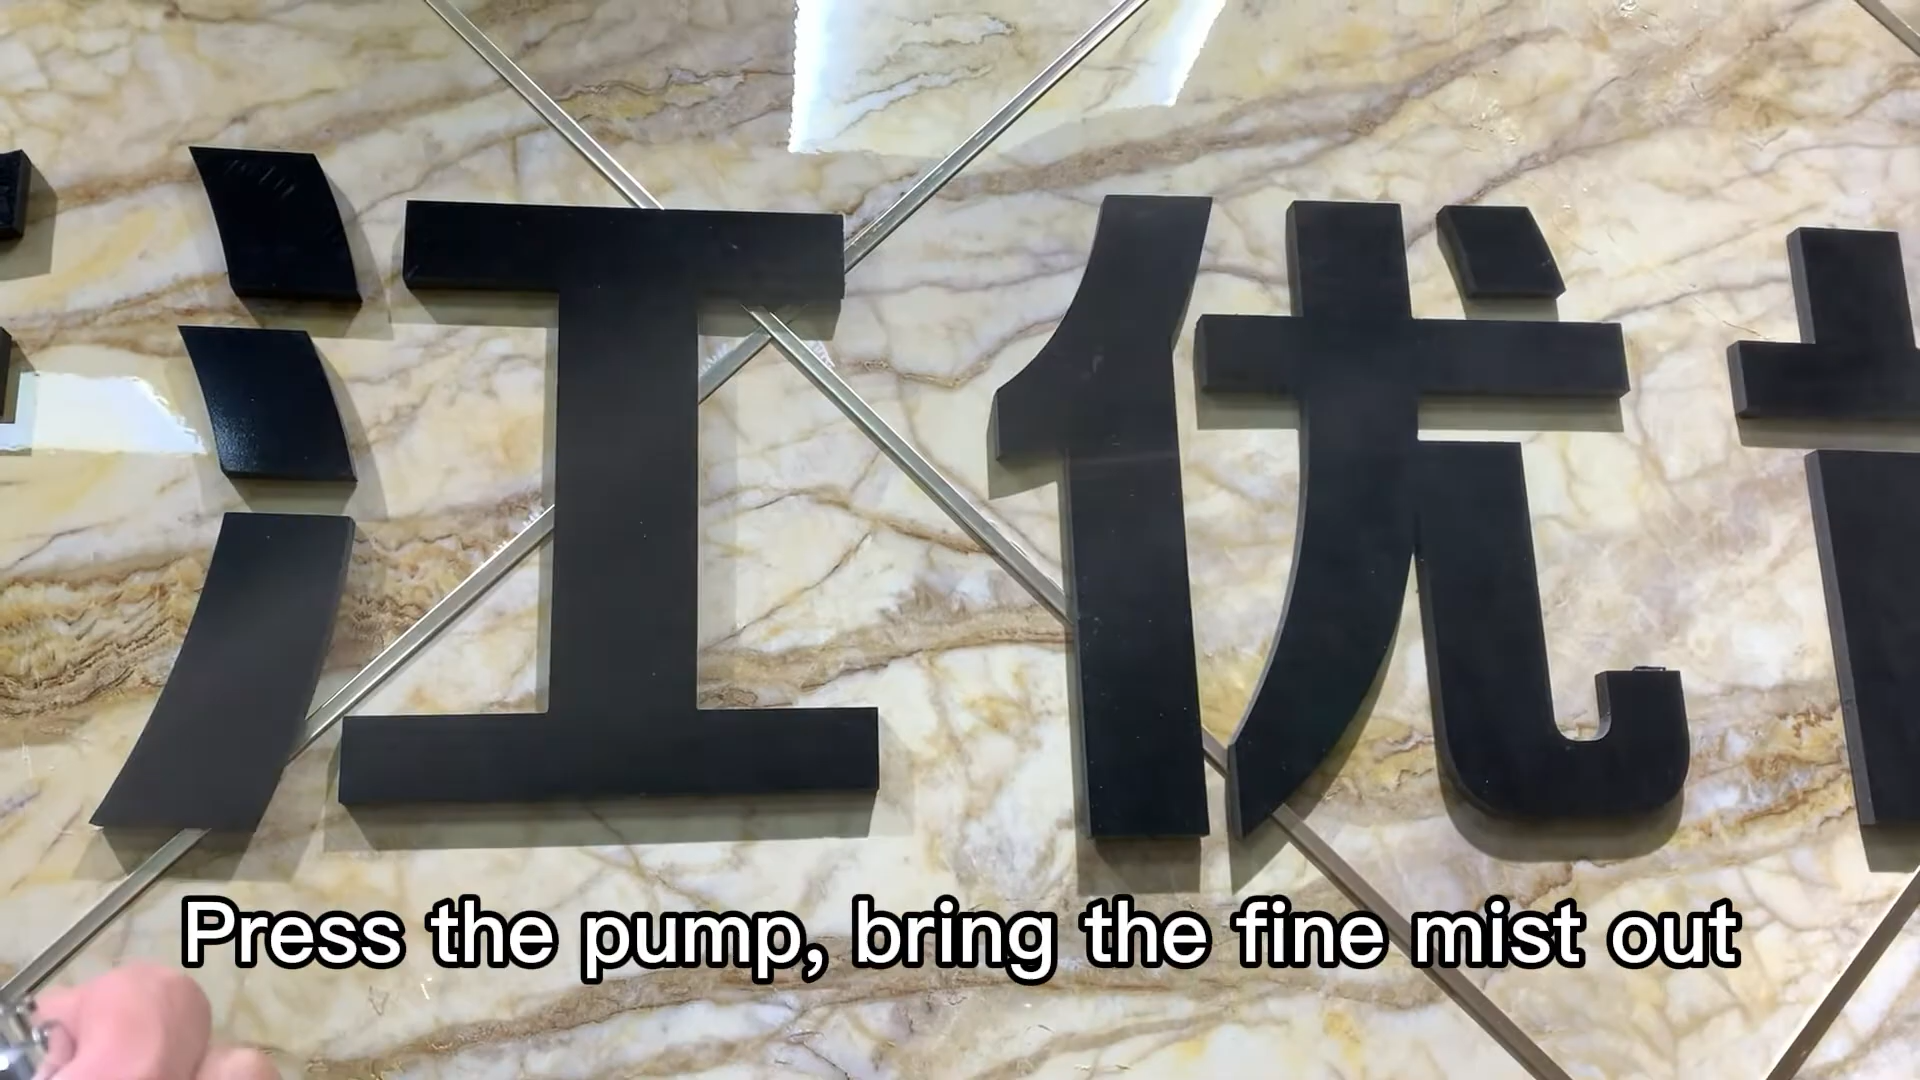 江优
Press the pump, bring the fine mist out